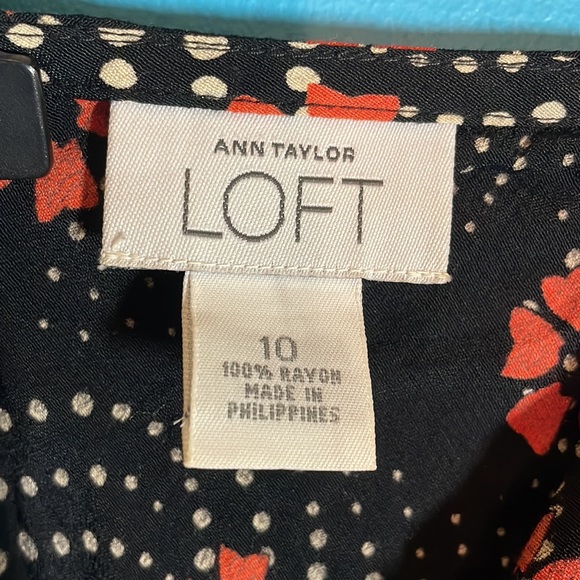 ANN TAYLOR
LOFT
10
100% RAYON
MADE IN
PHILIPPINES